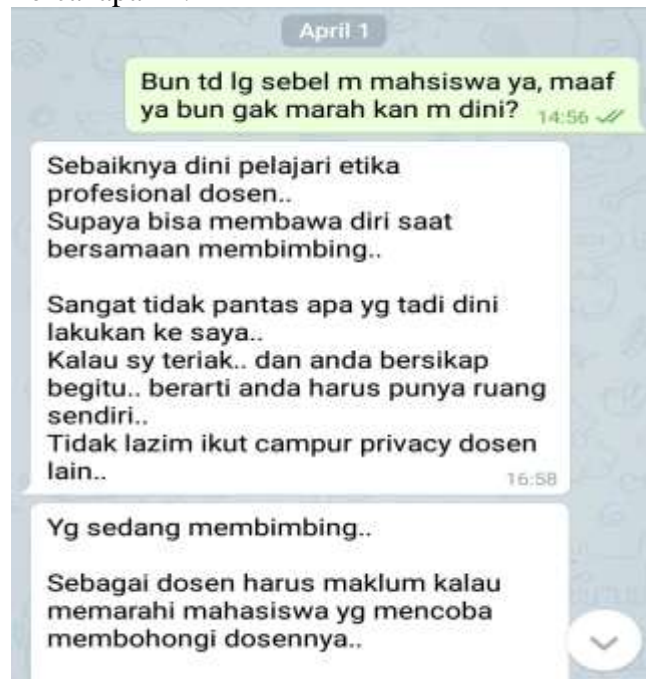 April 1
Bun td lg sebel m mahsiswa ya, maaf
ya bun gak marah kan m dini?
14:56
Sebaiknya dini pelajari etika
profesional dosen..
Supaya bisa membawa diri saat
bersamaan membimbing..
Sangat tidak pantas apa yg tadi dini
lakukan ke saya..
Kalau sy teriak.. dan anda bersikap
begitu.. berarti anda harus punya ruang
sendiri..
Tidak lazim ikut campur privacy dosen
lain..
16:58
Yg sedang membimbing..
Sebagai dosen harus maklum kalau
memarahi mahasiswa yg mencoba
membohongi dosennya..